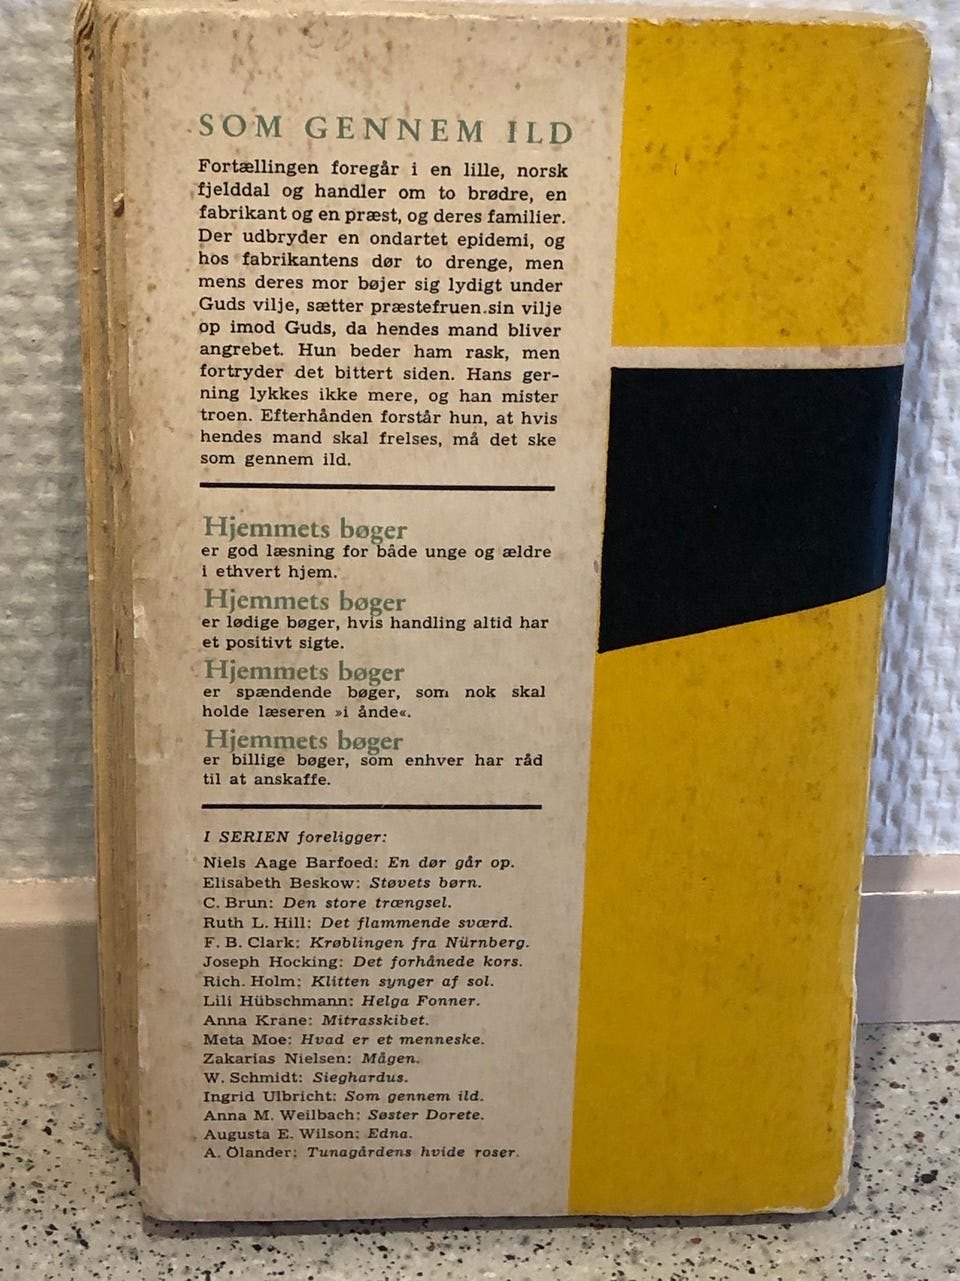 SOM GENNEM ILD
Fortællingen foregår i en lille, norsk
fjelddal og handler om to brødre, en
fabrikant og en præst, og deres familier.
Der udbryder en ondartet epidemi, og
hos fabrikantens dør to drenge, men
mens deres mor bøjer sig lydigt under
Guds vilje, sætter præstefruen sin vilje
op imod Guds, da hendes mand bliver
angrebet. Hun beder ham rask, men
fortryder det bittert siden. Hans ger-
ning lykkes ikke mere, og han mister
troen. Efterhånden forstår hun, at hvis
hendes mand skal frelses, må det ske
som gennem ild.
Hjemmets bøger
er god læsning for både unge og ældre
i ethvert hjem.
Hjemmets bøger
er lødige bøger, hvis handling altid har
et positivt sigte.
Hjemmets bøger
er spændende bøger, som nok skal
holde læseren »i ånde«.
Hjemmets bøger
er billige bøger, som enhver har råd
til at anskaffe.
I SERIEN foreligger:
Niels Aage Barfoed: En dør går op.
Elisabeth Beskow: Støvets børn.
C. Brun: Den store trængsel.
Ruth L. Hill: Det flammende sværd.
F. B. Clark: Krøblingen fra Nürnberg.
Joseph Hocking: Det forhånede kors.
Rich. Holm: Klitten synger af sol.
Lili Hübschmann: Helga Fonner.
Anna Krane: Mitrasskibet.
Meta Moe: Hvad er et menneske.
Zakarias Nielsen: Mågen.
W. Schmidt: Sieghardus.
Ingrid Ulbricht: Som gennem ild.
Anna M. Weilbach: Søster Dorete.
Augusta E. Wilson: Edna.
A. Ölander: Tunagårdens hvide roser.